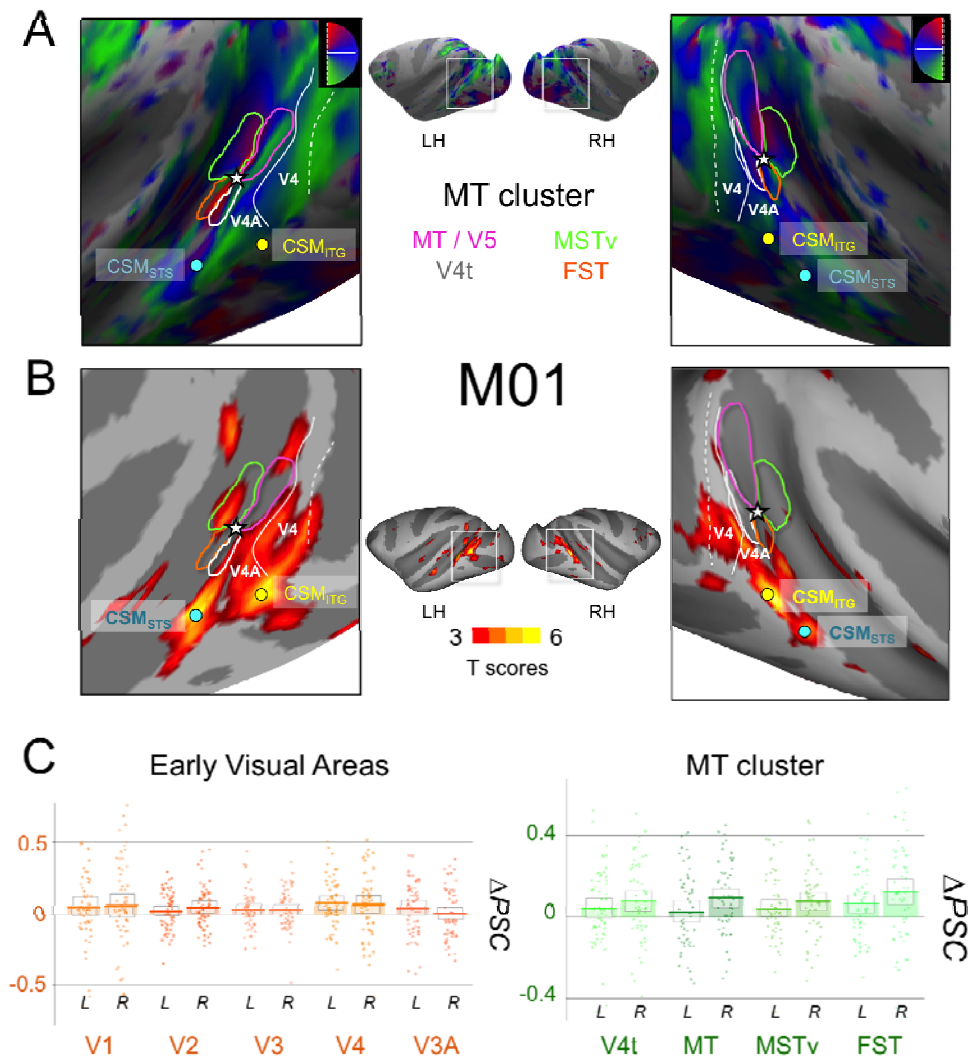 A
V4
V4A
CSMITG
CSMSTS
LH
RH
MT cluster
MT / V5
MSTv
V4t
FST
V4
V4A
CSMITG
CSMSTS
B
M01
V4
V4A
CSMITG
CSMSTS
LH
RH
3
6
T scores
V4
V4A
CSMITG
CSMSTS
C
Early Visual Areas
0.5
0
-0.5
ΔPSC
L R L R L R L R L R
V1 V2 V3 V4 V3A
MT cluster
0.4
0
-0.4
ΔPSC
L R L R L R L R
V4t MT MSTv FST